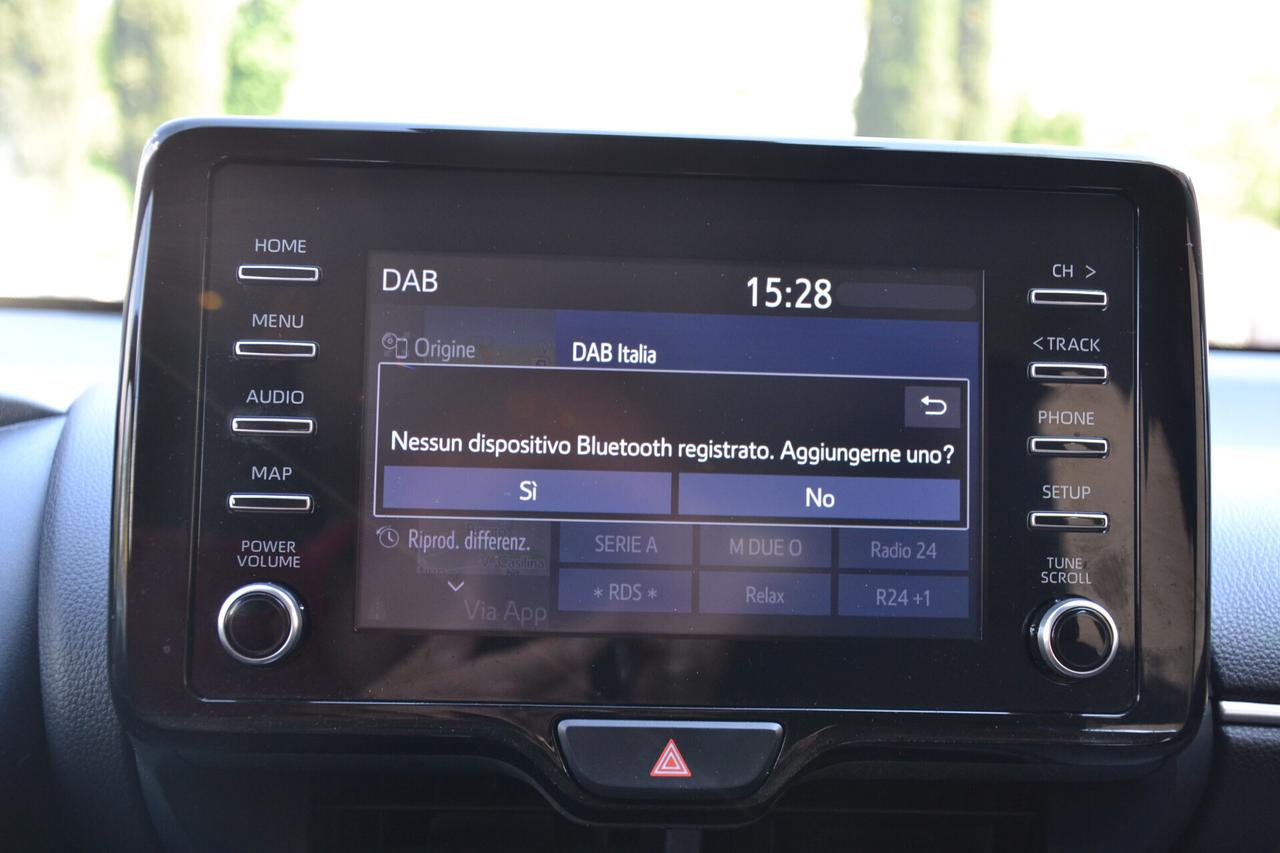 HOME
MENU
AUDIO
MAP
POWER
VOLUME
DAB
15:28
Origine
DAB Italia
Nessun dispositivo Bluetooth registrato. Aggiungerne uno?
Sì
No
Riprod. differenz.
SERIE A
M DUE O
Radio 24
* RDS *
Relax
R24 +1
Via App
CH >
< TRACK
PHONE
SETUP
TUNE
SCROLL